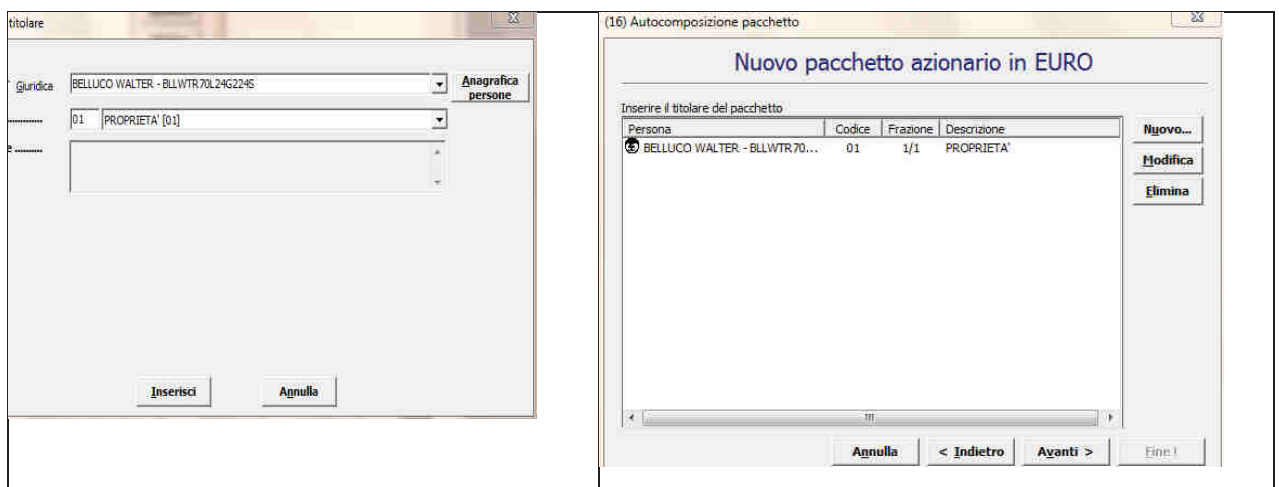 titolare
Giuridica BELLUCO WALTER - BLLWTR70L24G224S Anagrafica persone
01 PROPRIETA' [01]
Inserisci Annulla
(16) Autocomposizione pacchetto
Nuovo pacchetto azionario in EURO
Inserire il titolare del pacchetto
Persona Codice Frazione Descrizione Nuovo...
BELLUCO WALTER - BLLWTR70... 01 1/1 PROPRIETA'
Modifica
Elimina
Annulla < Indietro Avanti > Fine !